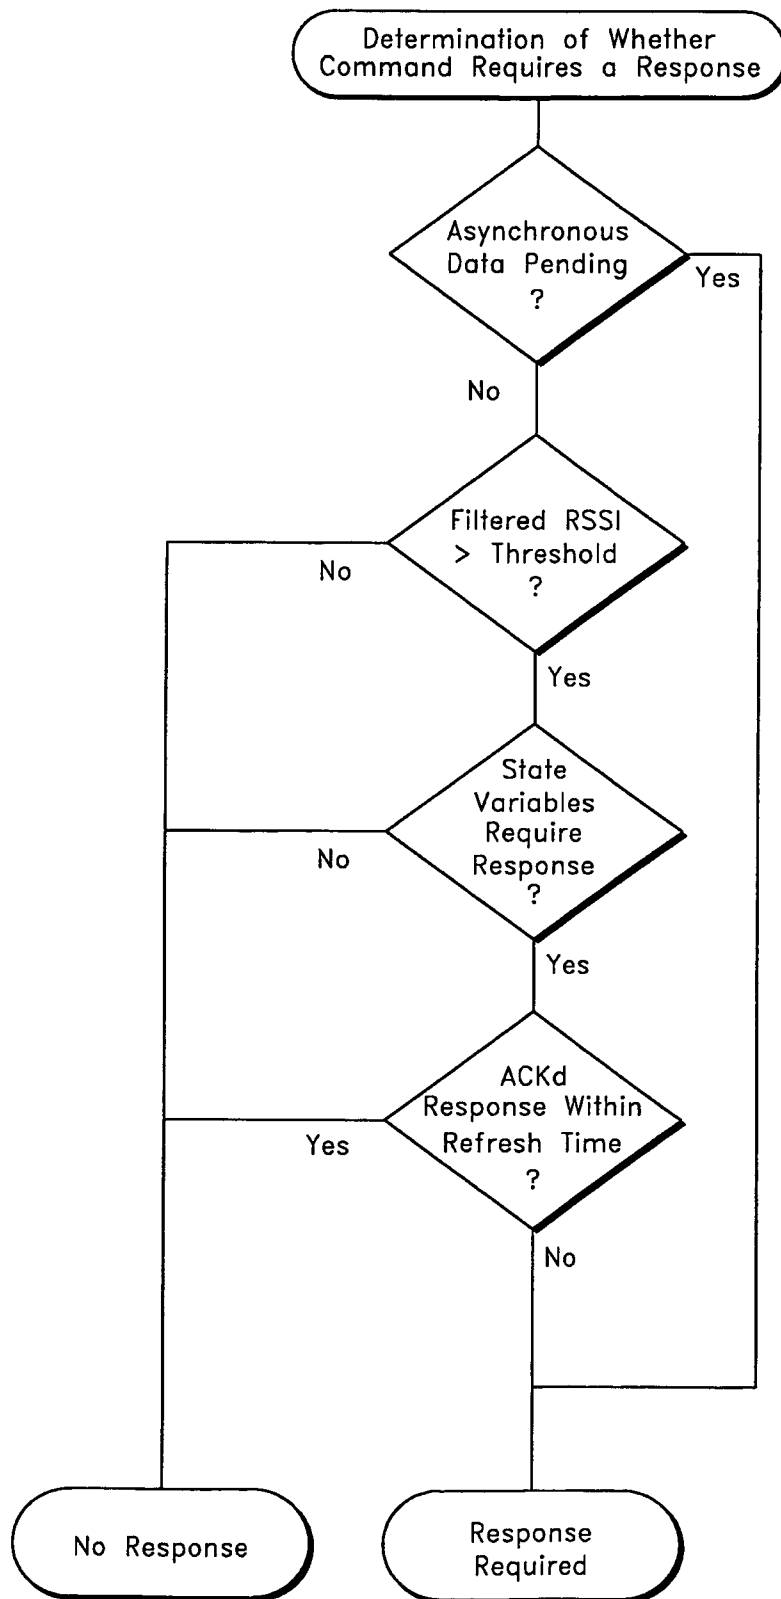 Determination of Whether
Command Requires a Response
Asynchronous
Data Pending
?
Yes
No
Filtered RSSI
> Threshold
?
No
Yes
State
Variables
Require
Response
?
No
Yes
ACKd
Response Within
Refresh Time
?
Yes
No
No Response
Response
Required